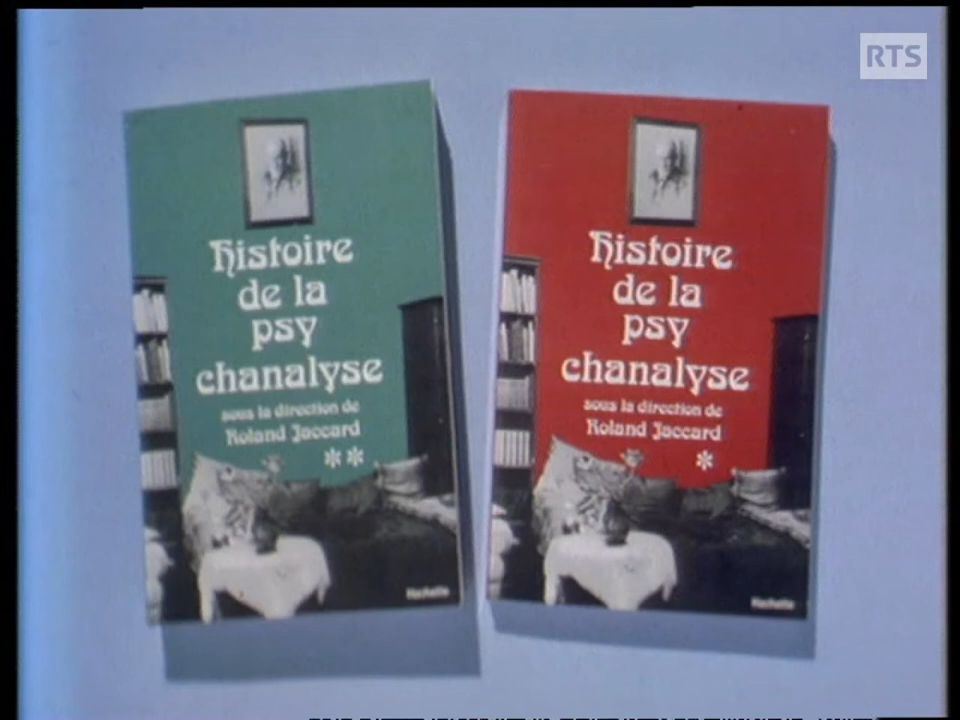 RTS
histoire
de la
psy
chanalyse
sous la direction de
Roland Jaccard
**
Hachette
histoire
de la
psy
chanalyse
sous la direction de
Roland Jaccard
*
Hachette